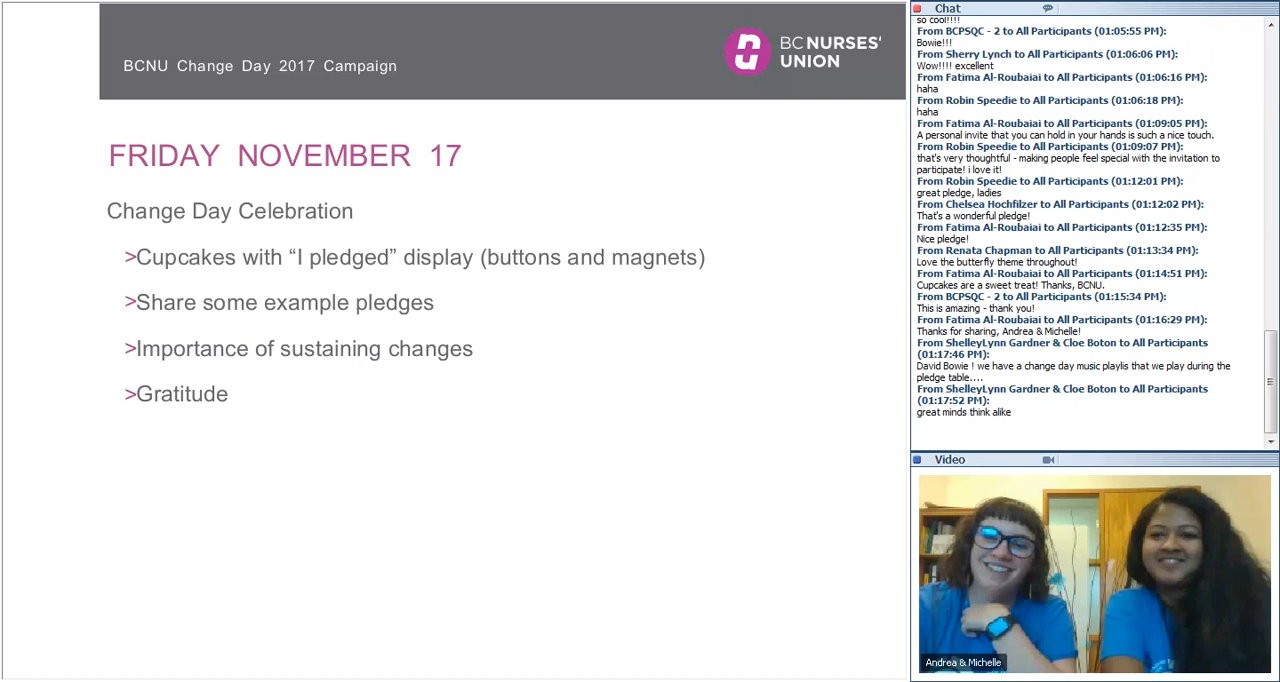 BCNU Change Day 2017 Campaign
BC NURSES'
UNION
FRIDAY NOVEMBER 17
Change Day Celebration
>Cupcakes with “I pledged” display (buttons and magnets)
>Share some example pledges
>Importance of sustaining changes
>Gratitude
Chat
so cool!!!!
From BCPSQC - 2 to All Participants (01:05:55 PM):
Bowie!!!
From Sherry Lynch to All Participants (01:06:06 PM):
Wow!!!! excellent
From Fatima Al-Roubaiai to All Participants (01:06:16 PM):
haha
From Robin Speedie to All Participants (01:06:18 PM):
haha
From Fatima Al-Roubaiai to All Participants (01:09:05 PM):
A personal invite that you can hold in your hands is such a nice touch.
From Robin Speedie to All Participants (01:09:07 PM):
that's very thoughtful - making people feel special with the invitation to
participate! i love it!
From Robin Speedie to All Participants (01:12:01 PM):
great pledge, ladies
From Chelsea Hochfilzer to All Participants (01:12:02 PM):
That's a wonderful pledge!
From Fatima Al-Roubaiai to All Participants (01:12:35 PM):
Nice pledge!
From Renata Chapman to All Participants (01:13:34 PM):
Love the butterfly theme throughout!
From Fatima Al-Roubaiai to All Participants (01:14:51 PM):
Cupcakes are a sweet treat! Thanks, BCNU.
From BCPSQC - 2 to All Participants (01:15:34 PM):
This is amazing - thank you!
From Fatima Al-Roubaiai to All Participants (01:16:29 PM):
Thanks for sharing, Andrea & Michelle!
From ShelleyLynn Gardner & Cloe Boton to All Participants
(01:17:46 PM):
David Bowie ! we have a change day music playlis that we play during the
pledge table....
From ShelleyLynn Gardner & Cloe Boton to All Participants
(01:17:52 PM):
great minds think alike
Video
Andrea & Michelle